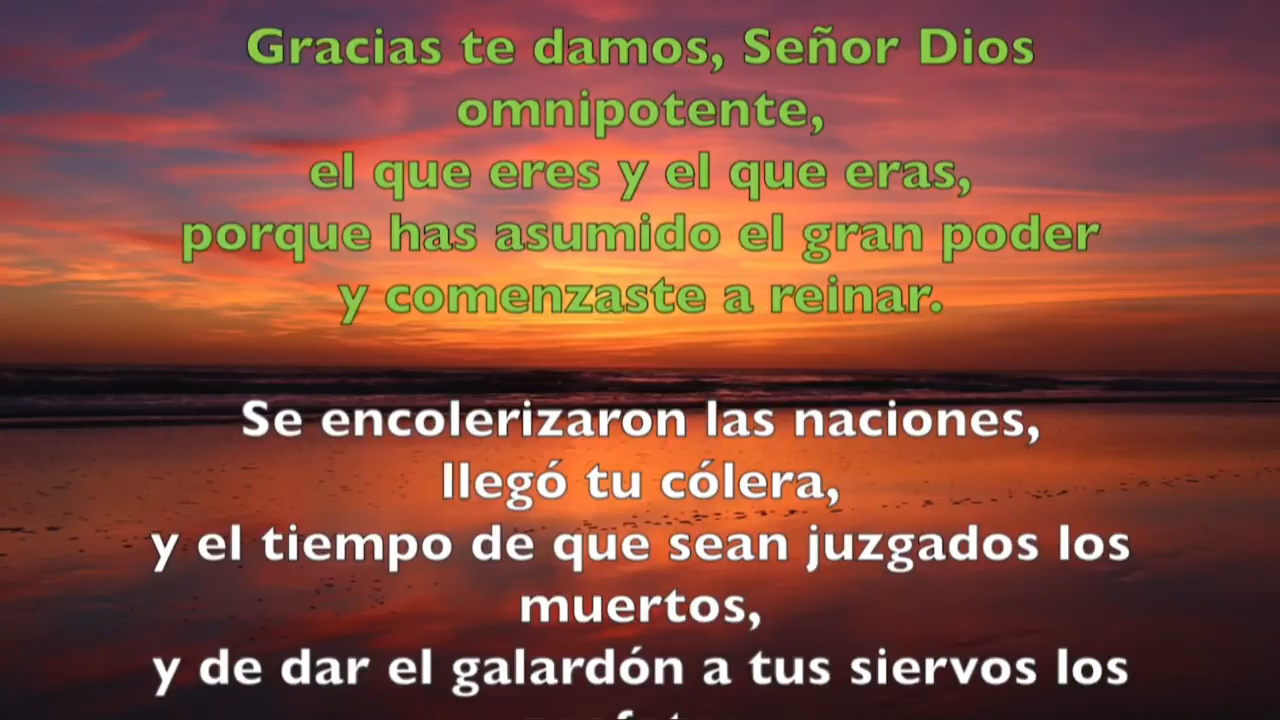 Gracias te damos, Señor Dios
omnipotente,
el que eres y el que eras,
porque has asumido el gran poder
y comenzaste a reinar.
Se encolerizaron las naciones,
llegó tu cólera,
y el tiempo de que sean juzgados los
muertos,
y de dar el galardón a tus siervos los